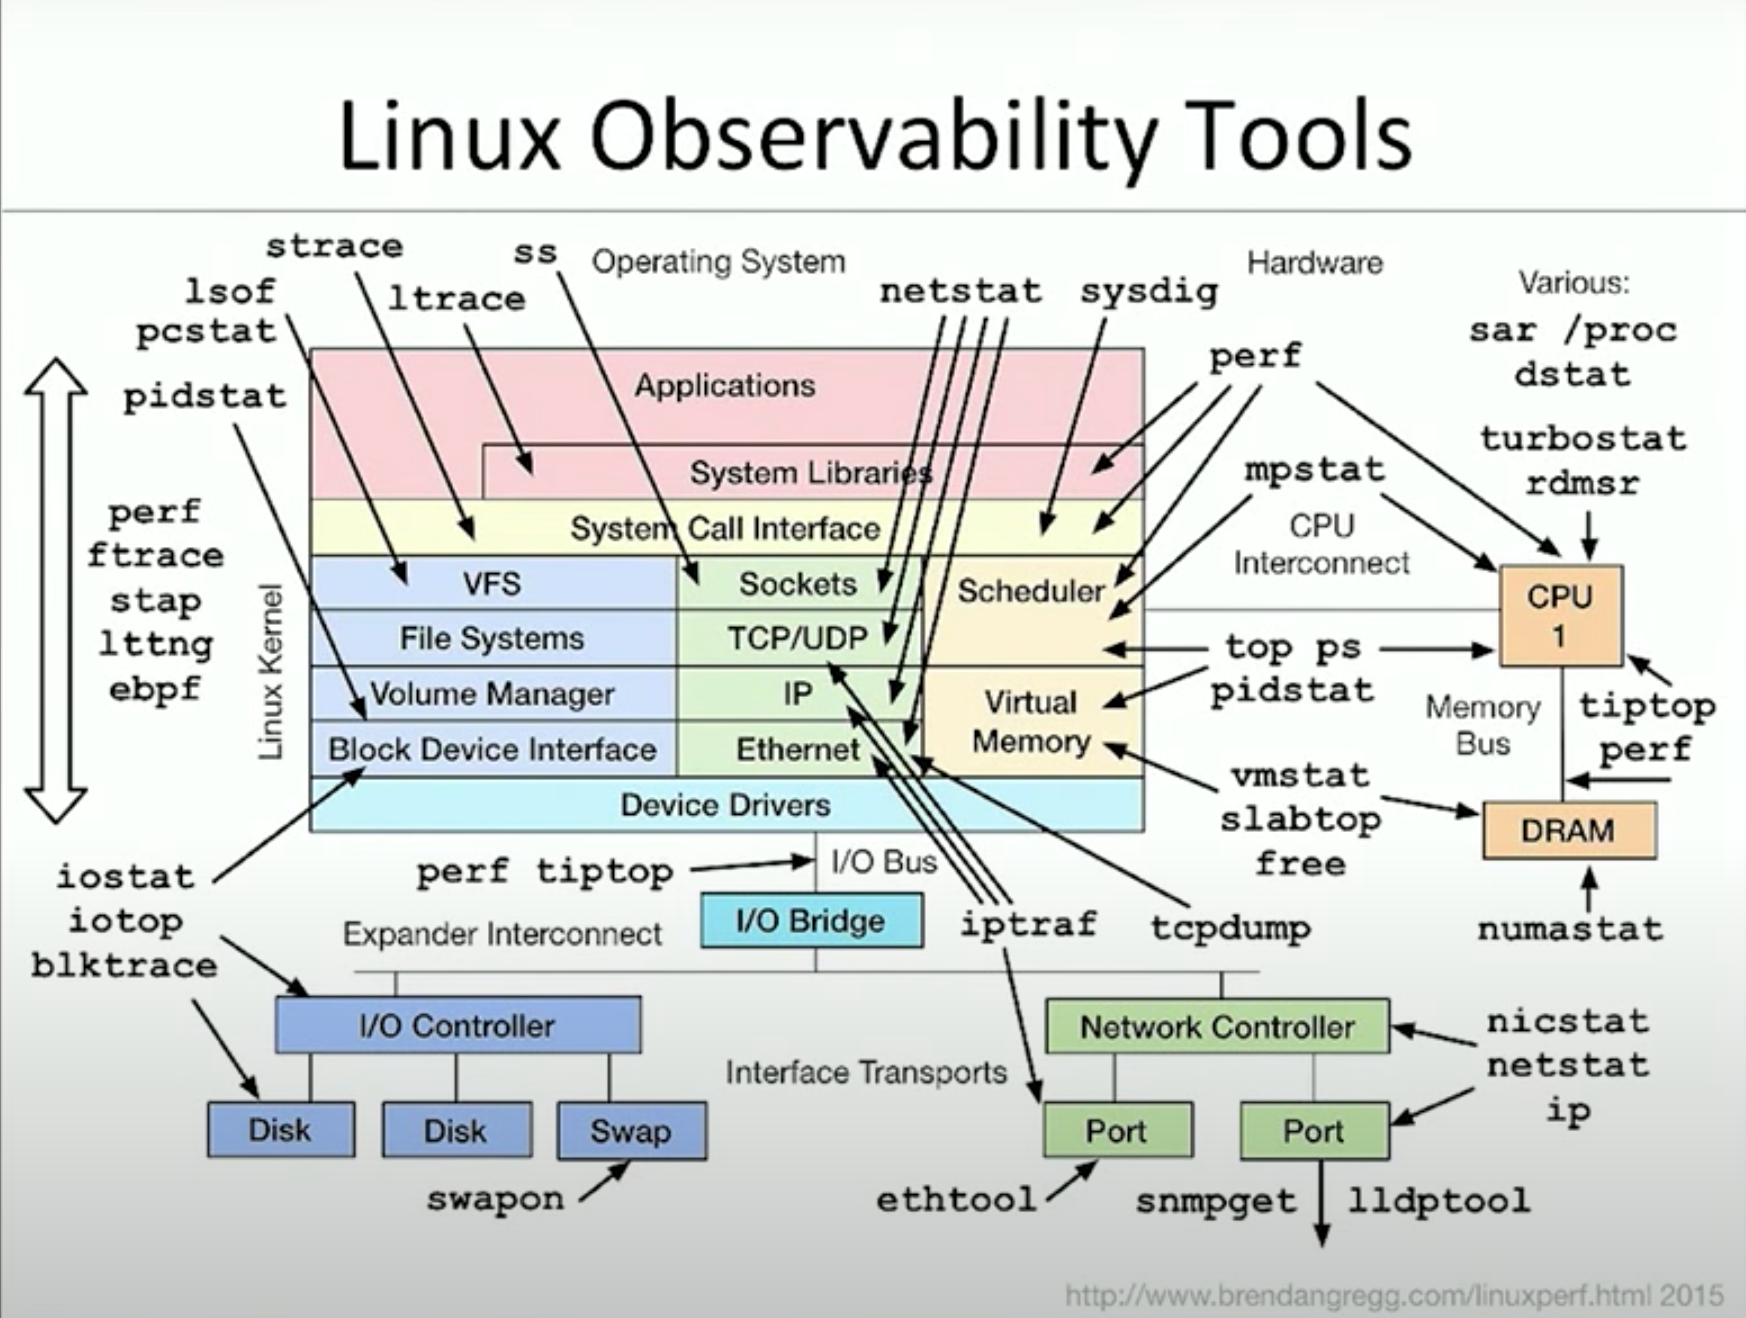 Linux Observability Tools
strace
ss
Operating System
Hardware
lsof
pcstat
ltrace
netstat
sysdig
Various:
sar /proc
dstat
pidstat
Applications
perf
turbostat
rdmsr
System Libraries
mpstat
perf
ftrace
stap
lttng
ebpf
System Call Interface
CPU
Interconnect
Linux Kernel
VFS
Sockets
Scheduler
CPU
1
File Systems
TCP/UDP
top ps
pidstat
Volume Manager
IP
Virtual
Memory
Memory
Bus
tiptop
perf
Block Device Interface
Ethernet
vmstat
slabtop
free
Device Drivers
DRAM
iostat
iotop
blktrace
perf tiptop
I/O Bus
Expander Interconnect
I/O Bridge
iptraf
tcpdump
numastat
I/O Controller
Network Controller
nicstat
netstat
ip
Interface Transports
Disk
Disk
Swap
Port
Port
swapon
ethtool
snmpget
lldptool
http://www.brendangregg.com/linuxperf.html 2015